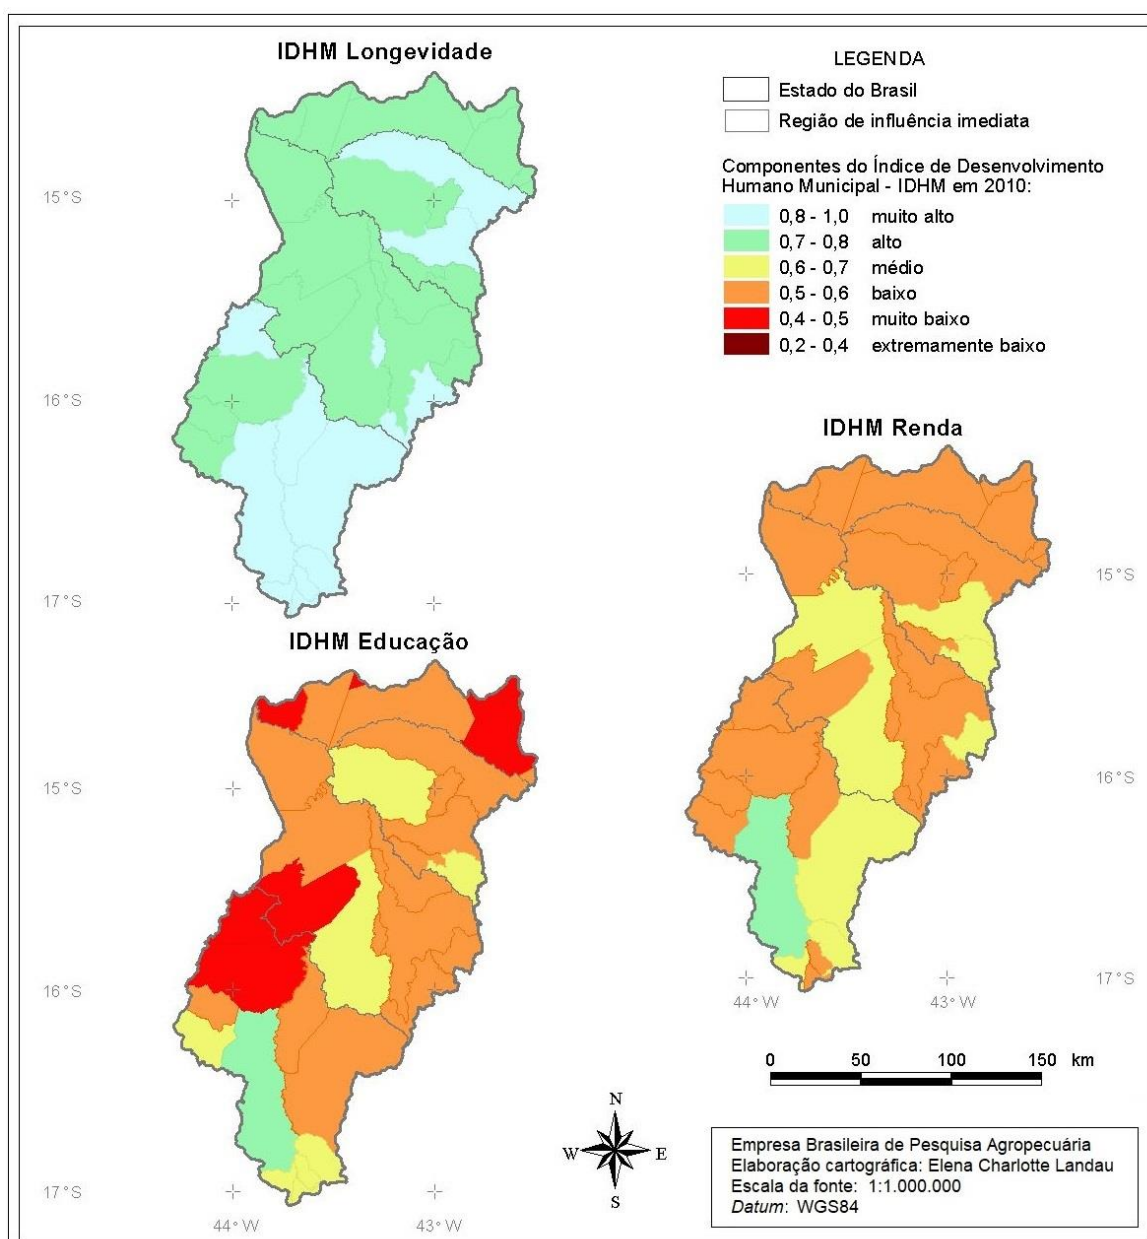 IDHM Longevidade
LEGENDA
Estado do Brasil
Região de influência imediata
Componentes do Índice de Desenvolvimento
Humano Municipal - IDHM em 2010:
0,8 - 1,0 muito alto
0,7 - 0,8 alto
0,6 - 0,7 médio
0,5 - 0,6 baixo
0,4 - 0,5 muito baixo
0,2 - 0,4 extremamente baixo
15°S
16°S
17°S
IDHM Renda
15°S
16°S
17°S
44°W 43°W
IDHM Educação
15°S
16°S
17°S
44°W 43°W
0 50 100 150 km
N
W E
S
Empresa Brasileira de Pesquisa Agropecuária
Elaboração cartográfica: Elena Charlotte Landau
Escala da fonte: 1:1.000.000
Datum: WGS84